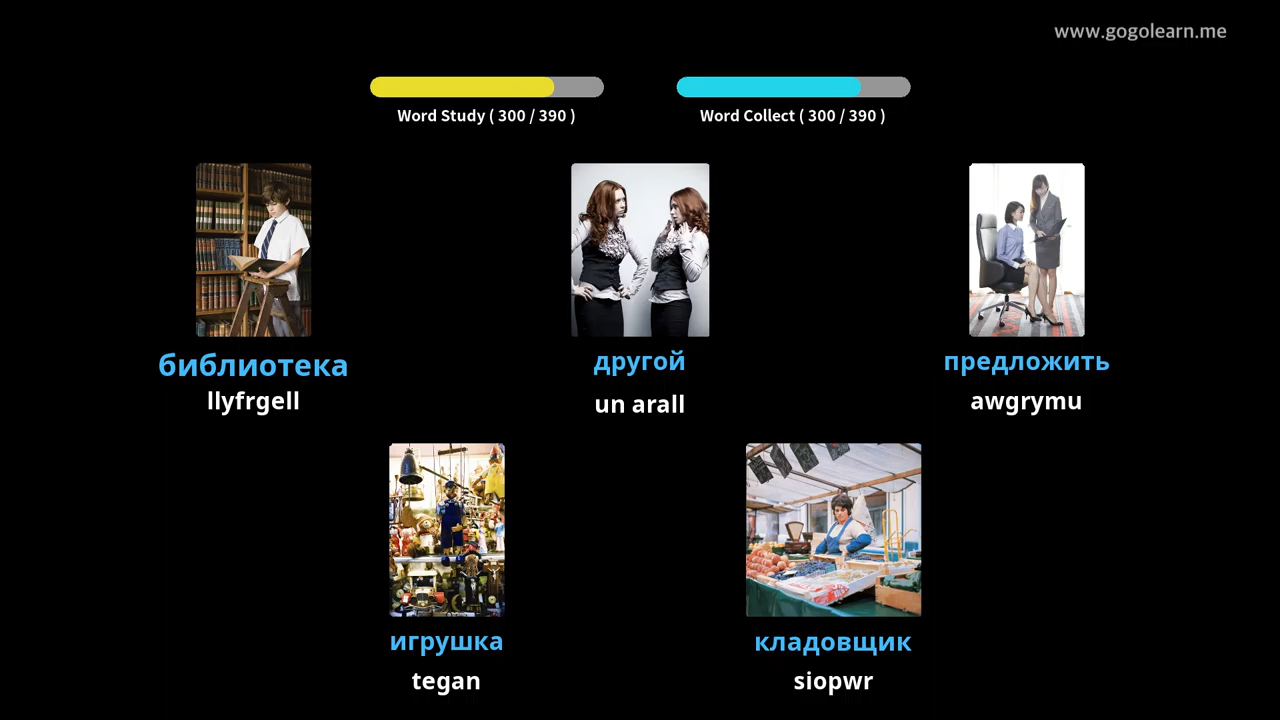 www.gogolearn.me
Word Study ( 300 / 390 )
Word Collect ( 300 / 390 )
библиотека
llyfrgell
другой
un arall
предложить
awgrymu
игрушка
tegan
кладовщик
siopwr